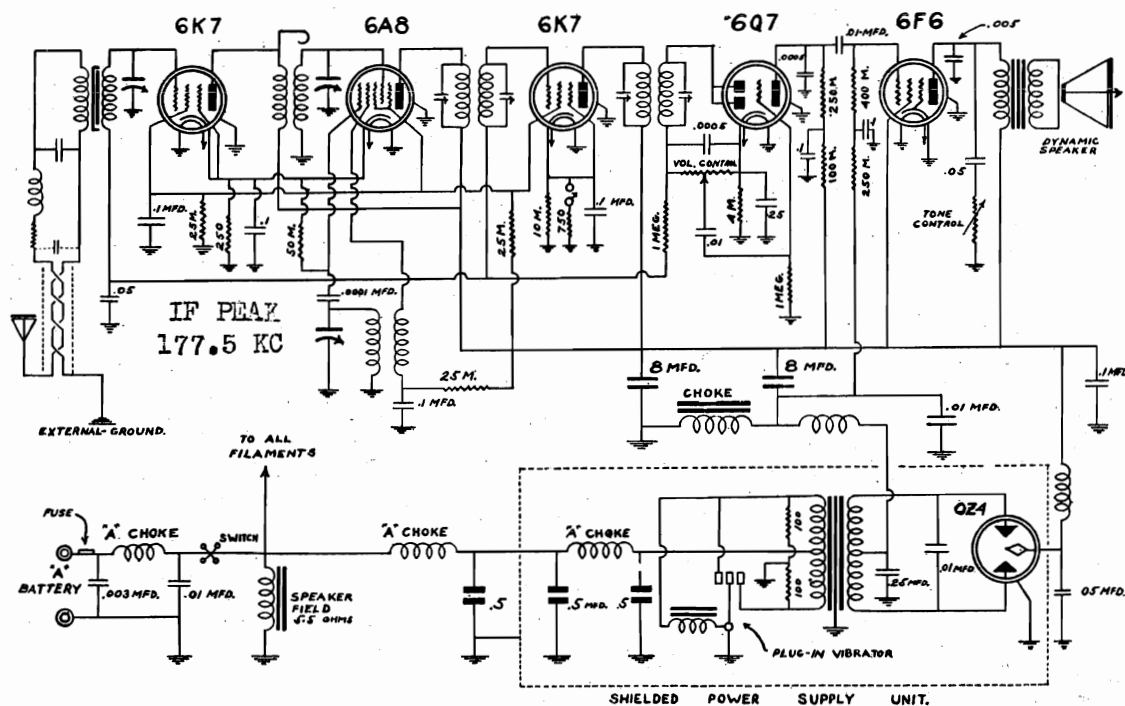 6K7
6A8
6K7
6Q7
6F6
.005
.01 MFD.
.0005
.250 M
400 M.
.1
.1
100 M.
250 M.
DYNAMIC
SPEAKER
.0005
VOL. CONTROL
.05
TONE
CONTROL
.1 MFD.
25 M.
250
.1
50 M.
25 M.
10 M.
750
.1 MFD.
1 MEG.
.01
4 M.
.25
1 MEG.
.05
IF PEAK
177.5 KC
.0001 MFD.
25 M.
.1 MFD.
8 MFD.
CHOKE
8 MFD.
.01 MFD.
.1 MFD.
EXTERNAL-GROUND.
TO ALL
FILAMENTS
FUSE
"A" CHOKE
SWITCH
"A" CHOKE
"A" CHOKE
"A"
BATTERY
.003 MFD.
.01 MFD.
SPEAKER
FIELD
5.5 OHMS
.5
.5 MFD.
.5
100
100
OZ4
.25 MFD.
.01 MFD
.05 MFD.
PLUG-IN VIBRATOR
SHIELDED POWER SUPPLY UNIT.